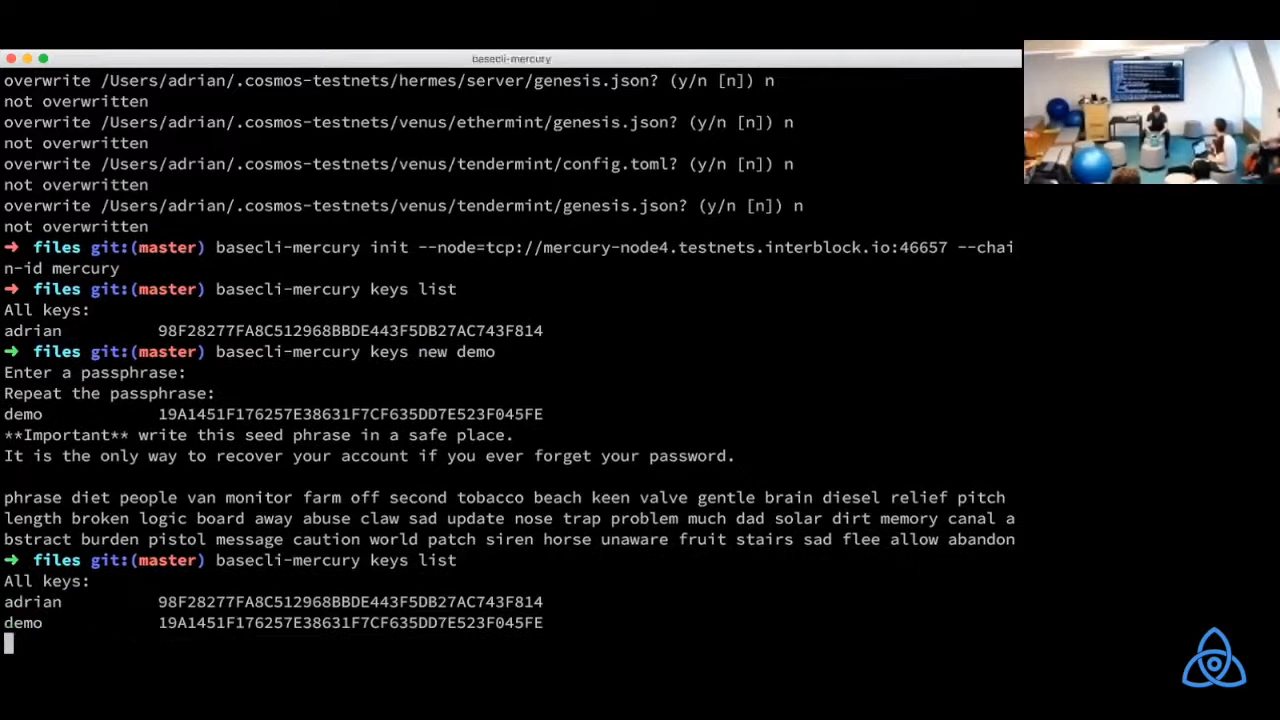 basecli-mercury
overwrite /Users/adrian/.cosmos-testnets/hermes/server/genesis.json? (y/n [n]) n
not overwritten
overwrite /Users/adrian/.cosmos-testnets/venus/ethermint/genesis.json? (y/n [n]) n
not overwritten
overwrite /Users/adrian/.cosmos-testnets/venus/tendermint/config.toml? (y/n [n]) n
not overwritten
overwrite /Users/adrian/.cosmos-testnets/venus/tendermint/genesis.json? (y/n [n]) n
not overwritten
➜  files git:(master) basecli-mercury init --node=tcp://mercury-node4.testnets.interblock.io:46657 --chai
n-id mercury
➜  files git:(master) basecli-mercury keys list
All keys:
adrian          98F28277FA8C512968BBDE443F5DB27AC743F814
➜  files git:(master) basecli-mercury keys new demo
Enter a passphrase:
Repeat the passphrase:
demo            19A1451F176257E38631F7CF635DD7E523F045FE
**Important** write this seed phrase in a safe place.
It is the only way to recover your account if you ever forget your password.
phrase diet people van monitor farm off second tobacco beach keen valve gentle brain diesel relief pitch
length broken logic board away abuse claw sad update nose trap problem much dad solar dirt memory canal a
bstract burden pistol message caution world patch siren horse unaware fruit stairs sad flee allow abandon
➜  files git:(master) basecli-mercury keys list
All keys:
adrian          98F28277FA8C512968BBDE443F5DB27AC743F814
demo            19A1451F176257E38631F7CF635DD7E523F045FE